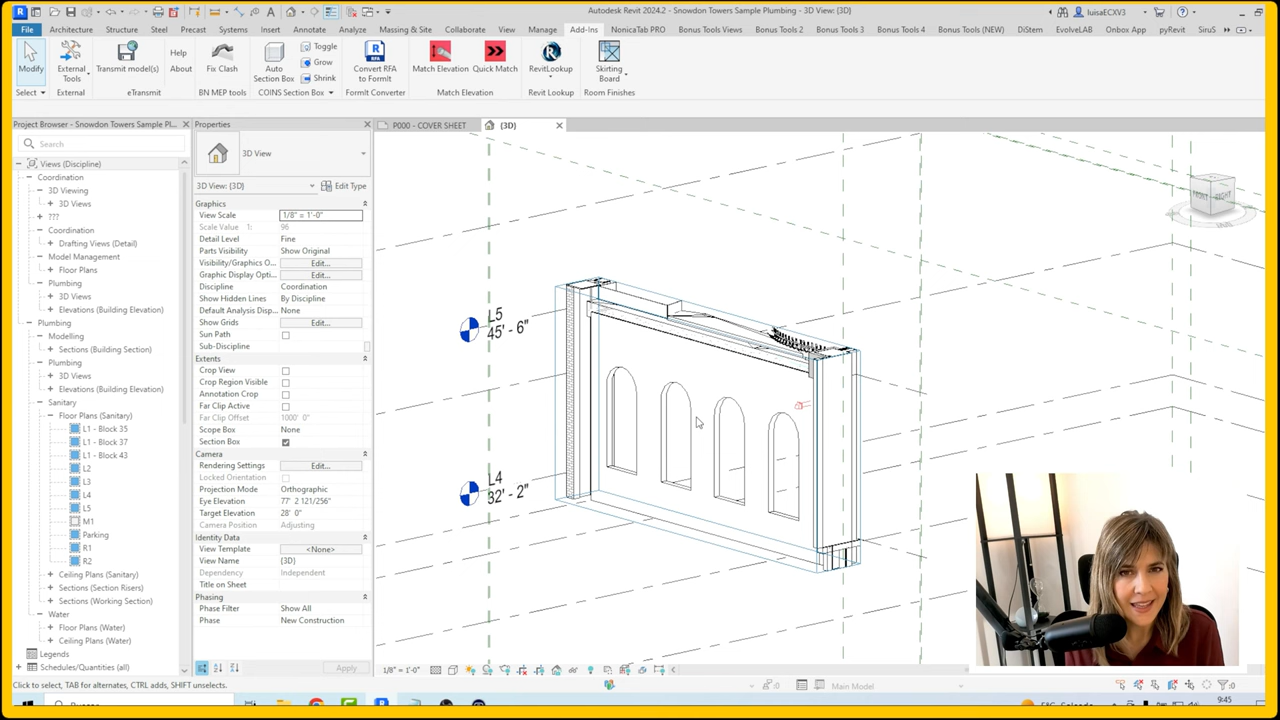 Autodesk Revit 2024.2 - Snowdon Towers Sample Plumbing - 3D View: {3D}
luisaECXV3
File
Architecture
Structure
Steel
Precast
Systems
Insert
Annotate
Analyze
Massing & Site
Collaborate
View
Manage
Add-Ins
NonicaTab PRO
Bonus Tools Views
Bonus Tools 2
Bonus Tools 3
Bonus Tools 4
Bonus Tools (NEW)
DiStem
EvolveLAB
Onbox App
pyRevit
SiruS
Modify
External Tools
Transmit model(s)
Help
About
Fix Clash
Auto Section Box
Toggle
Grow
Shrink
Convert RFA to FormIt
Match Elevation
Quick Match
RevitLookup
Skirting Board
Select
External
eTransmit
BN MEP tools
COINS Section Box
FormIt Converter
Match Elevation
Revit Lookup
Room Finishes
Project Browser - Snowdon Towers Sample Pl...
Search
Views (Discipline)
Coordination
3D Viewing
3D Views
???
Coordination
Drafting Views (Detail)
Model Management
Floor Plans
Plumbing
3D Views
Elevations (Building Elevation)
Plumbing
Modelling
Sections (Building Section)
Plumbing
3D Views
Elevations (Building Elevation)
Sanitary
Floor Plans (Sanitary)
L1 - Block 35
L1 - Block 37
L1 - Block 43
L2
L3
L4
L5
M1
Parking
R1
R2
Ceiling Plans (Sanitary)
Sections (Section Risers)
Sections (Working Section)
Water
Floor Plans (Water)
Ceiling Plans (Water)
Legends
Schedules/Quantities (all)
Properties
3D View
3D View: {3D}
Edit Type
Graphics
View Scale 1/8" = 1'-0"
Scale Value 1: 96
Detail Level Fine
Parts Visibility Show Original
Visibility/Graphics O... Edit...
Graphic Display Opti... Edit...
Discipline Coordination
Show Hidden Lines By Discipline
Default Analysis Disp... None
Show Grids Edit...
Sun Path
Sub-Discipline
Extents
Crop View
Crop Region Visible
Annotation Crop
Far Clip Active
Far Clip Offset 1000' 0"
Scope Box None
Section Box
Camera
Rendering Settings Edit...
Locked Orientation
Projection Mode Orthographic
Eye Elevation 77' 2 121/256"
Target Elevation 28' 0"
Camera Position Adjusting
Identity Data
View Template <None>
View Name {3D}
Dependency Independent
Title on Sheet
Phasing
Phase Filter Show All
Phase New Construction
Apply
P000 - COVER SHEET
{3D}
L5
45' - 6"
L4
32' - 2"
FRONT
RIGHT
1/8" = 1'-0"
Click to select, TAB for alternates, CTRL adds, SHIFT unselects.
:0
Main Model
:0
9:45